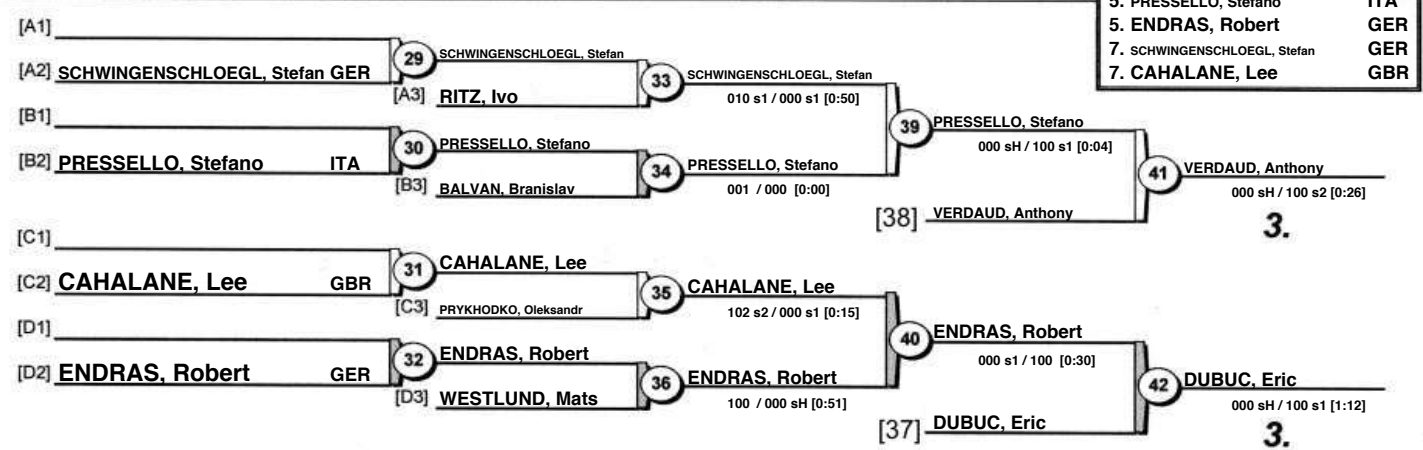 5. PRESSELLO, Stefano ITA
5. ENDRAS, Robert GER
7. SCHWINGENSCHLOEGL, Stefan GER
7. CAHALANE, Lee GBR
[A1]
[A2] SCHWINGENSCHLOEGL, Stefan GER
29
SCHWINGENSCHLOEGL, Stefan
[A3] RITZ, Ivo
33
SCHWINGENSCHLOEGL, Stefan
010 s1 / 000 s1 [0:50]
[B1]
[B2] PRESSELLO, Stefano ITA
30
PRESSELLO, Stefano
[B3] BALVAN, Branislav
34
PRESSELLO, Stefano
001 / 000 [0:00]
39
PRESSELLO, Stefano
000 sH / 100 s1 [0:04]
[38] VERDAUD, Anthony
41
VERDAUD, Anthony
000 sH / 100 s2 [0:26]
3.
[C1]
[C2] CAHALANE, Lee GBR
31
CAHALANE, Lee
[C3] PRYKHODKO, Oleksandr
35
CAHALANE, Lee
102 s2 / 000 s1 [0:15]
[D1]
[D2] ENDRAS, Robert GER
32
ENDRAS, Robert
[D3] WESTLUND, Mats
36
ENDRAS, Robert
100 / 000 sH [0:51]
40
ENDRAS, Robert
000 s1 / 100 [0:30]
[37] DUBUC, Eric
42
DUBUC, Eric
000 sH / 100 s1 [1:12]
3.